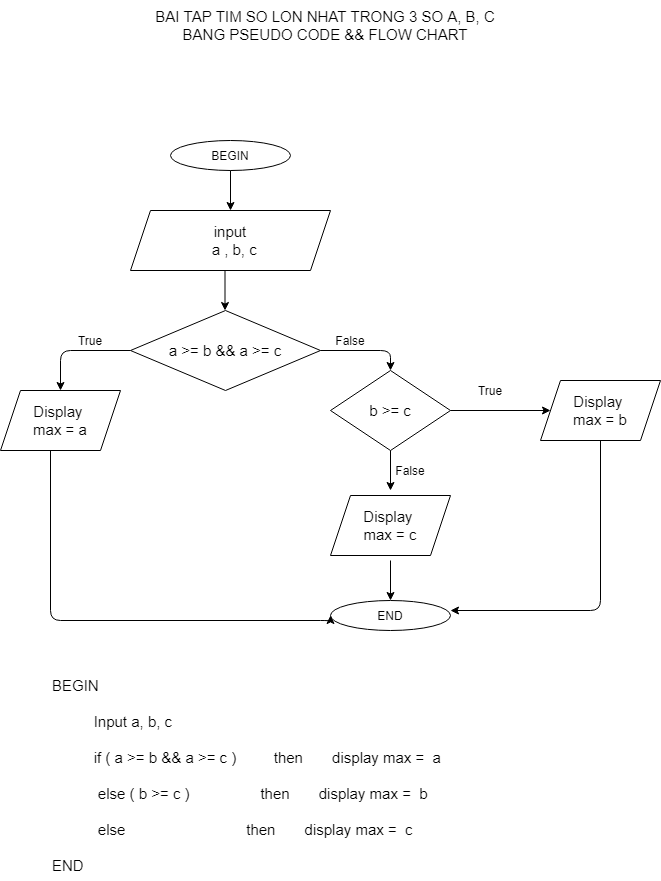 BAI TAP TIM SO LON NHAT TRONG 3 SO A, B, C
BANG PSEUDO CODE && FLOW CHART
BEGIN
input
a , b, c
True
a >= b && a >= c
False
Display
max = a
b >= c
True
Display
max = b
False
Display
max = c
END
BEGIN
Input a, b, c
if ( a >= b && a >= c ) then display max = a
else ( b >= c ) then display max = b
else then display max = c
END